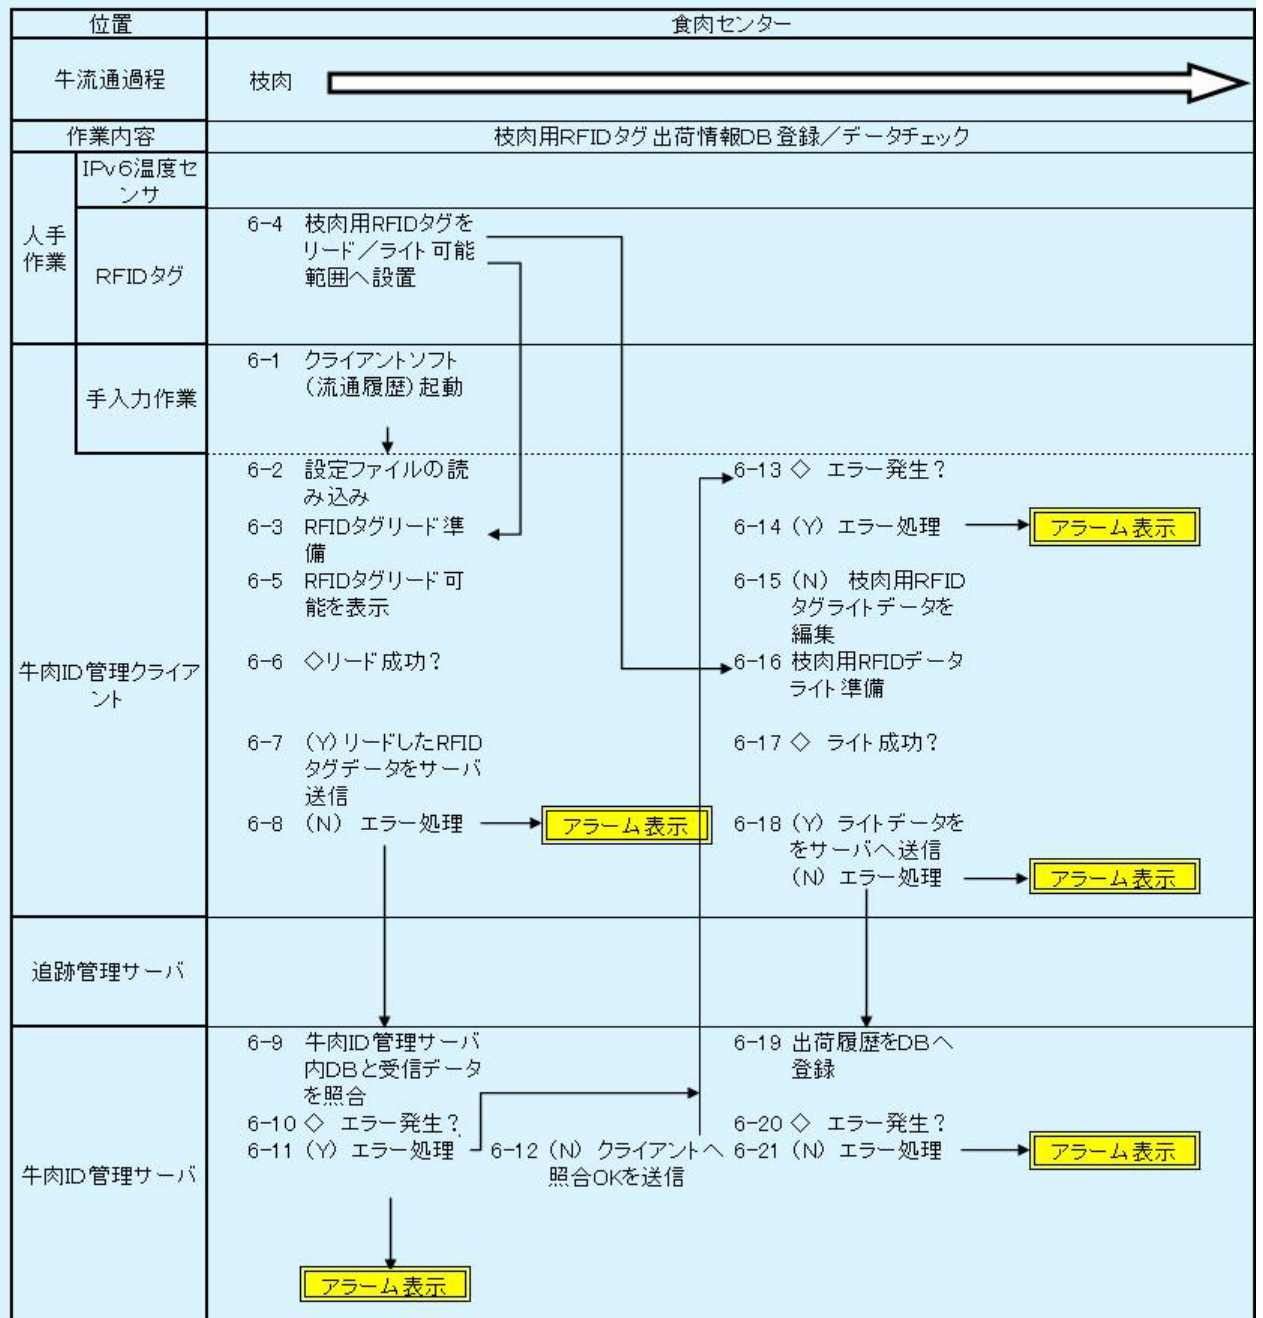 位置
食肉センター
牛流通過程
枝肉
作業内容
枝肉用RFIDタグ出荷情報DB登録／データチェック
人手
作業
IPv6温度セ
ンサ
RFIDタグ
6-4 枝肉用RFIDタグを
リード／ライト可能
範囲へ設置
手入力作業
6-1 クライアントソフト
（流通履歴）起動
牛肉ID管理クライア
ント
6-2 設定ファイルの読
み込み
6-3 RFIDタグリード準
備
6-5 RFIDタグリード可
能を表示
6-6 ◇リード成功？
6-7 （Y）リードしたRFID
タグデータをサーバ
送信
6-8 （N） エラー処理
アラーム表示
6-13 ◇ エラー発生？
6-14 （Y） エラー処理
アラーム表示
6-15 （N） 枝肉用RFID
タグライトデータを
編集
6-16 枝肉用RFIDデータ
ライト準備
6-17 ◇ ライト成功？
6-18 （Y） ライトデータを
をサーバへ送信
（N） エラー処理
アラーム表示
追跡管理サーバ
牛肉ID管理サーバ
6-9 牛肉ID管理サーバ
内DBと受信データ
を照合
6-10 ◇ エラー発生？
6-11 （Y） エラー処理
アラーム表示
6-12 （N） クライアントへ
照合OKを送信
6-19 出荷履歴をDBへ
登録
6-20 ◇ エラー発生？
6-21 （N） エラー処理
アラーム表示